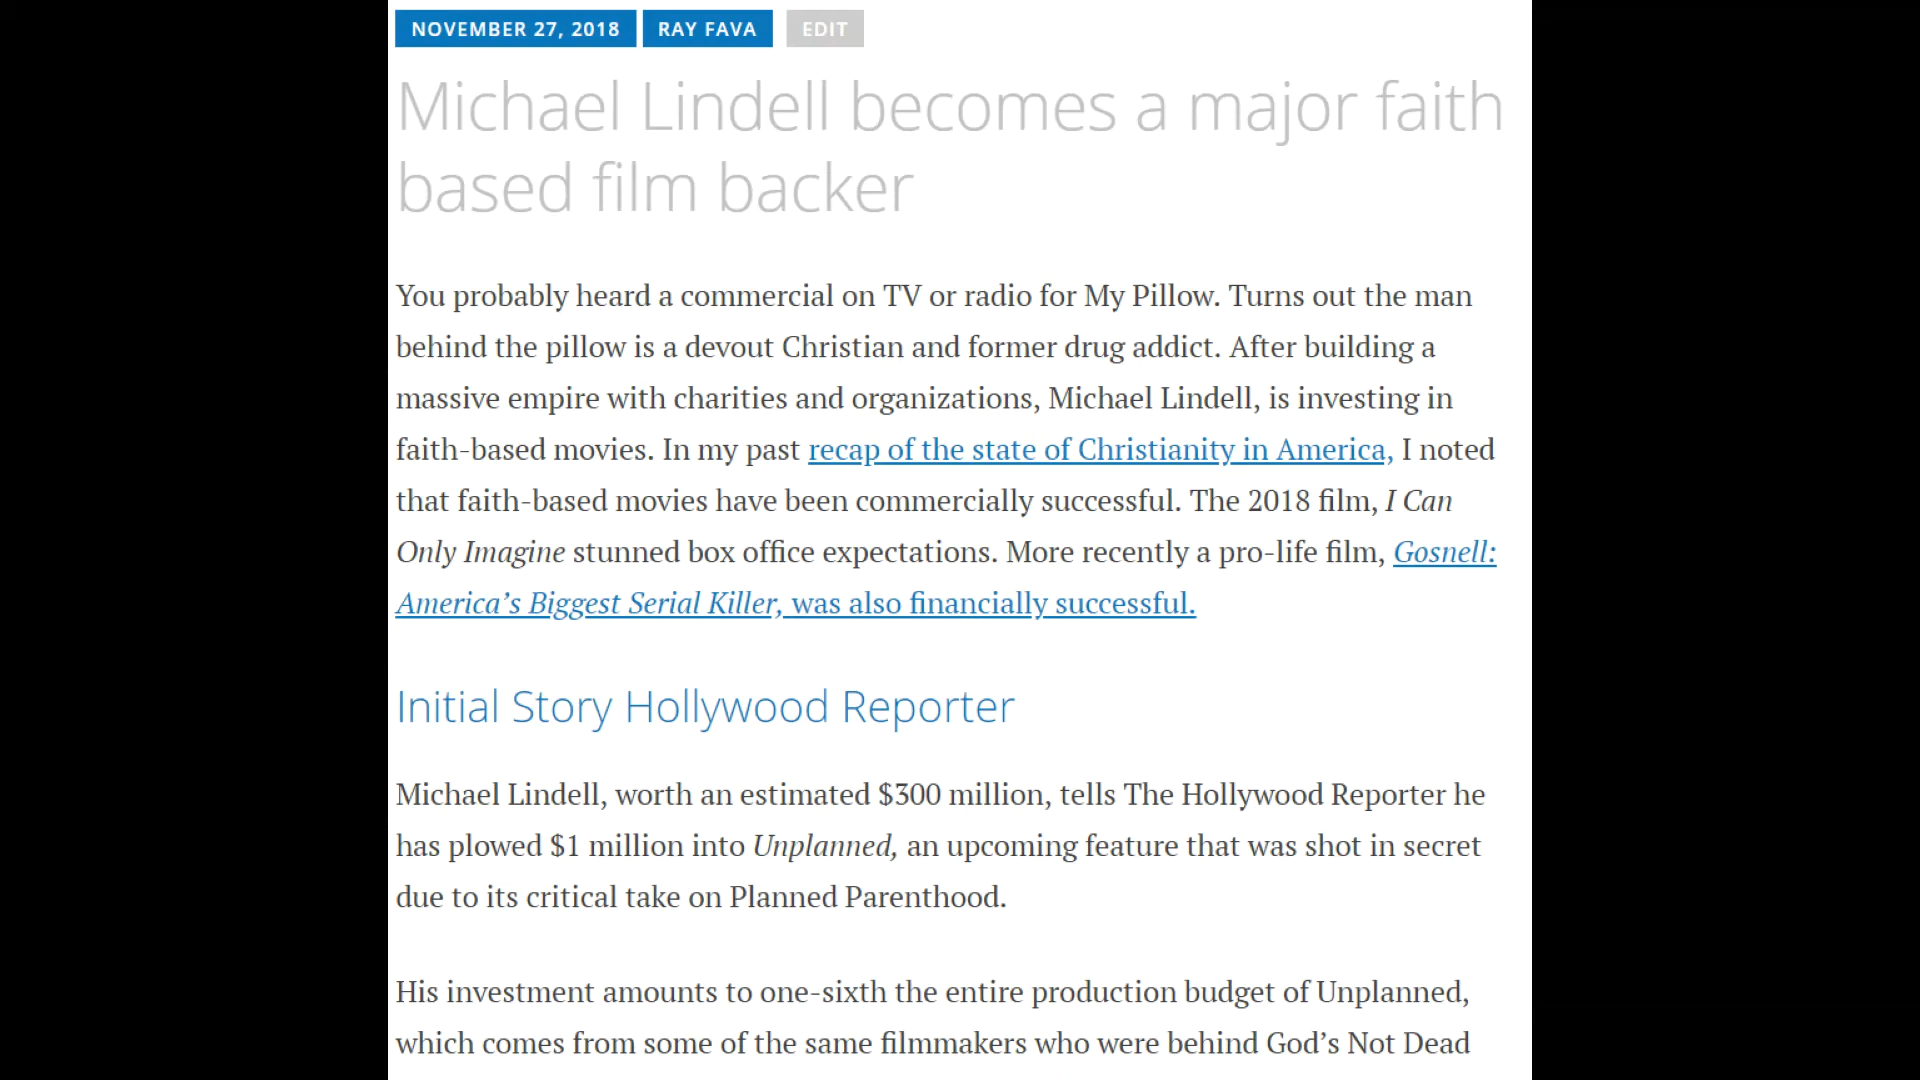 NOVEMBER 27, 2018 RAY FAVA EDIT
Michael Lindell becomes a major faith
based film backer
You probably heard a commercial on TV or radio for My Pillow. Turns out the man
behind the pillow is a devout Christian and former drug addict. After building a
massive empire with charities and organizations, Michael Lindell, is investing in
faith-based movies. In my past recap of the state of Christianity in America, I noted
that faith-based movies have been commercially successful. The 2018 film, I Can
Only Imagine stunned box office expectations. More recently a pro-life film, Gosnell:
America’s Biggest Serial Killer, was also financially successful.
Initial Story Hollywood Reporter
Michael Lindell, worth an estimated $300 million, tells The Hollywood Reporter he
has plowed $1 million into Unplanned, an upcoming feature that was shot in secret
due to its critical take on Planned Parenthood.
His investment amounts to one-sixth the entire production budget of Unplanned,
which comes from some of the same filmmakers who were behind God’s Not Dead